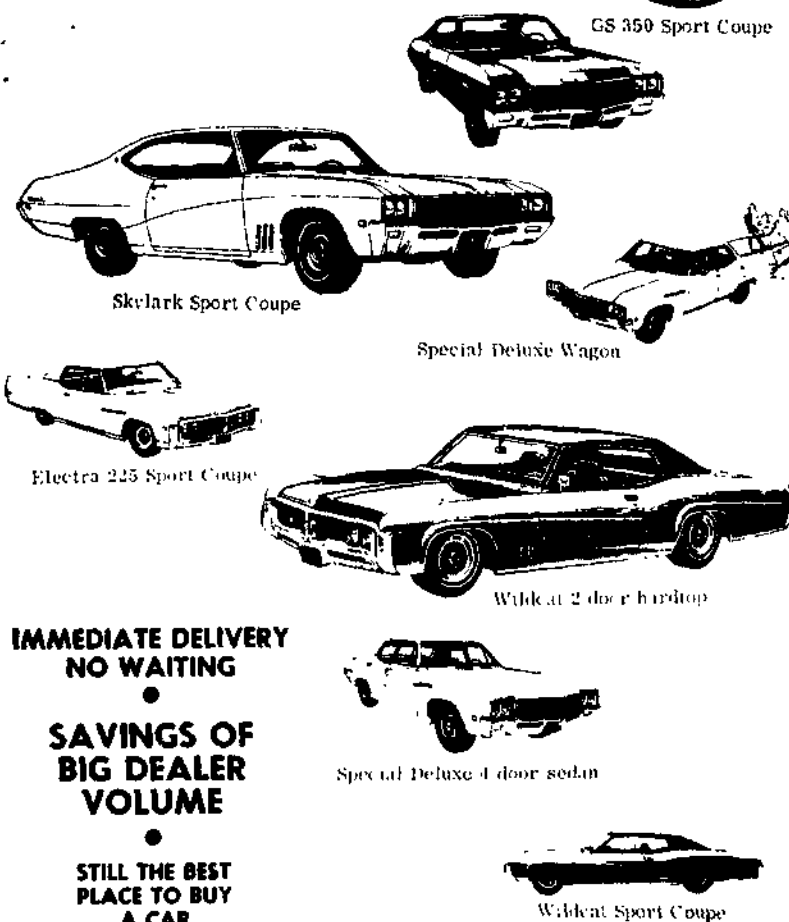 GS 350 Sport Coupe
Skylark Sport Coupe
Special Deluxe Wagon
Electra 225 Sport Coupe
Wildcat 2 door hardtop
IMMEDIATE DELIVERY
NO WAITING
●
SAVINGS OF
BIG DEALER
VOLUME
●
STILL THE BEST
PLACE TO BUY
A CAR
Special Deluxe 4 door sedan
Wildcat Sport Coupe